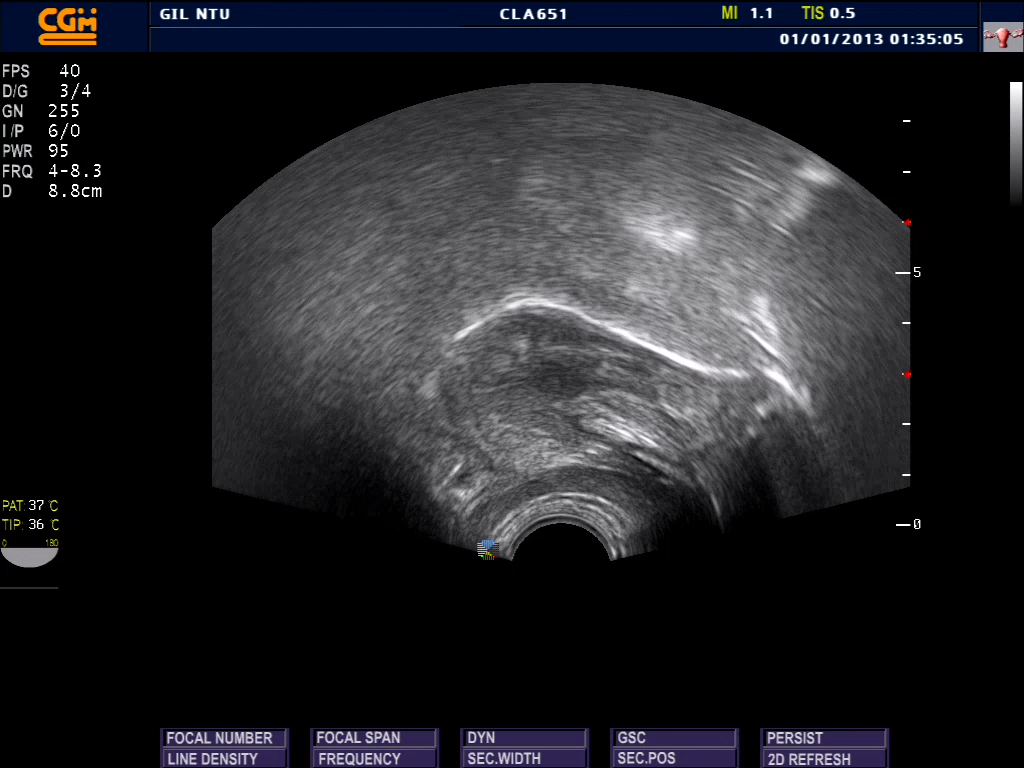 CGM
GIL NTU CLA651 MI 1.1 TIS 0.5
01/01/2013 01:35:05
FPS 40
D/G 3/4
GN 255
I/P 6/0
PWR 95
FRQ 4-8.3
D 8.8cm
5
PAT: 37 °C
TIP: 36 °C
0 180
0
FOCAL NUMBER FOCAL SPAN DYN GSC PERSIST
LINE DENSITY FREQUENCY SEC.WIDTH SEC.POS 2D REFRESH